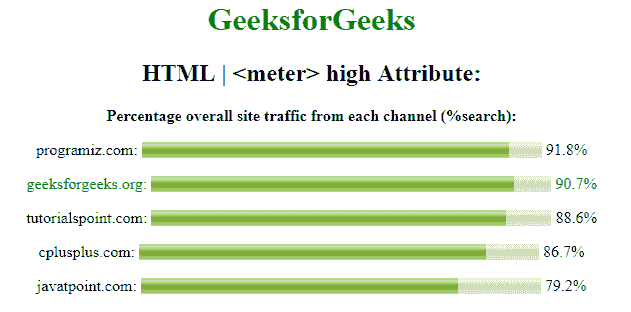 GeeksforGeeks
HTML | <meter> high Attribute:
Percentage overall site traffic from each channel (%search):
programiz.com: 91.8%
geeksforgeeks.org: 90.7%
tutorialspoint.com: 88.6%
cplusplus.com: 86.7%
javatpoint.com: 79.2%